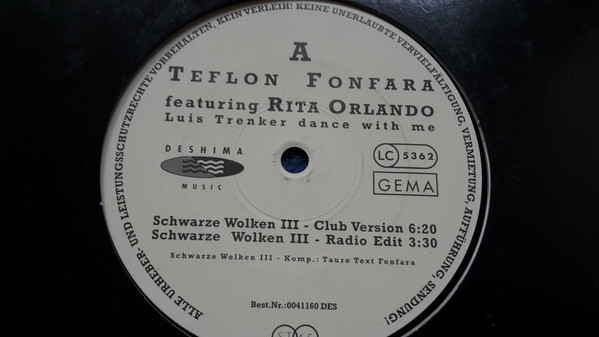 ALLE URHEBER- UND LEISTUNGSSCHUTZRECHTE VORBEHALTEN, KEIN VERLEIH! KEINE UNERLAUBTE VERVIELFÄLTIGUNG, VERMIETUNG, AUFFÜHRUNG, SENDUNG!
A
TEFLON FONFARA
featuring RITA ORLANDO
Luis Trenker dance with me
DESHIMA
MUSIC
LC 5362
GEMA
Schwarze Wolken III - Club Version 6:20
Schwarze Wolken III - Radio Edit 3:30
Schwarze Wolken III - Komp.: Tauro Text Fonfara
Best.Nr.:0041160 DES